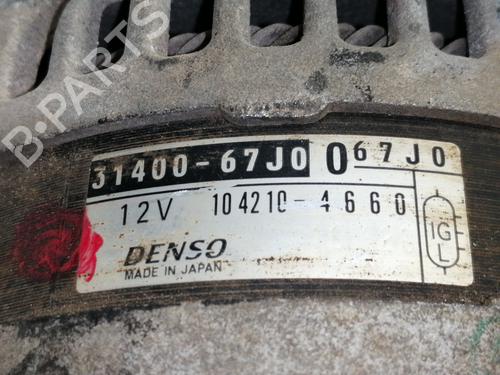 B-PARTS
31400-67J0 067J0
12V 104210-4660
IG
L
DENSO
MADE IN JAPAN